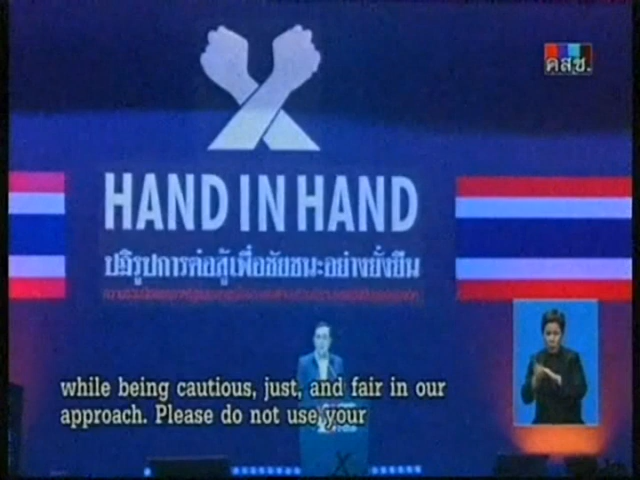 คสช.
HAND IN HAND
ปฏิรูปการต่อสู้เพื่อชัยชนะอย่างยั่งยืน
while being cautious, just, and fair in our
approach. Please do not use your